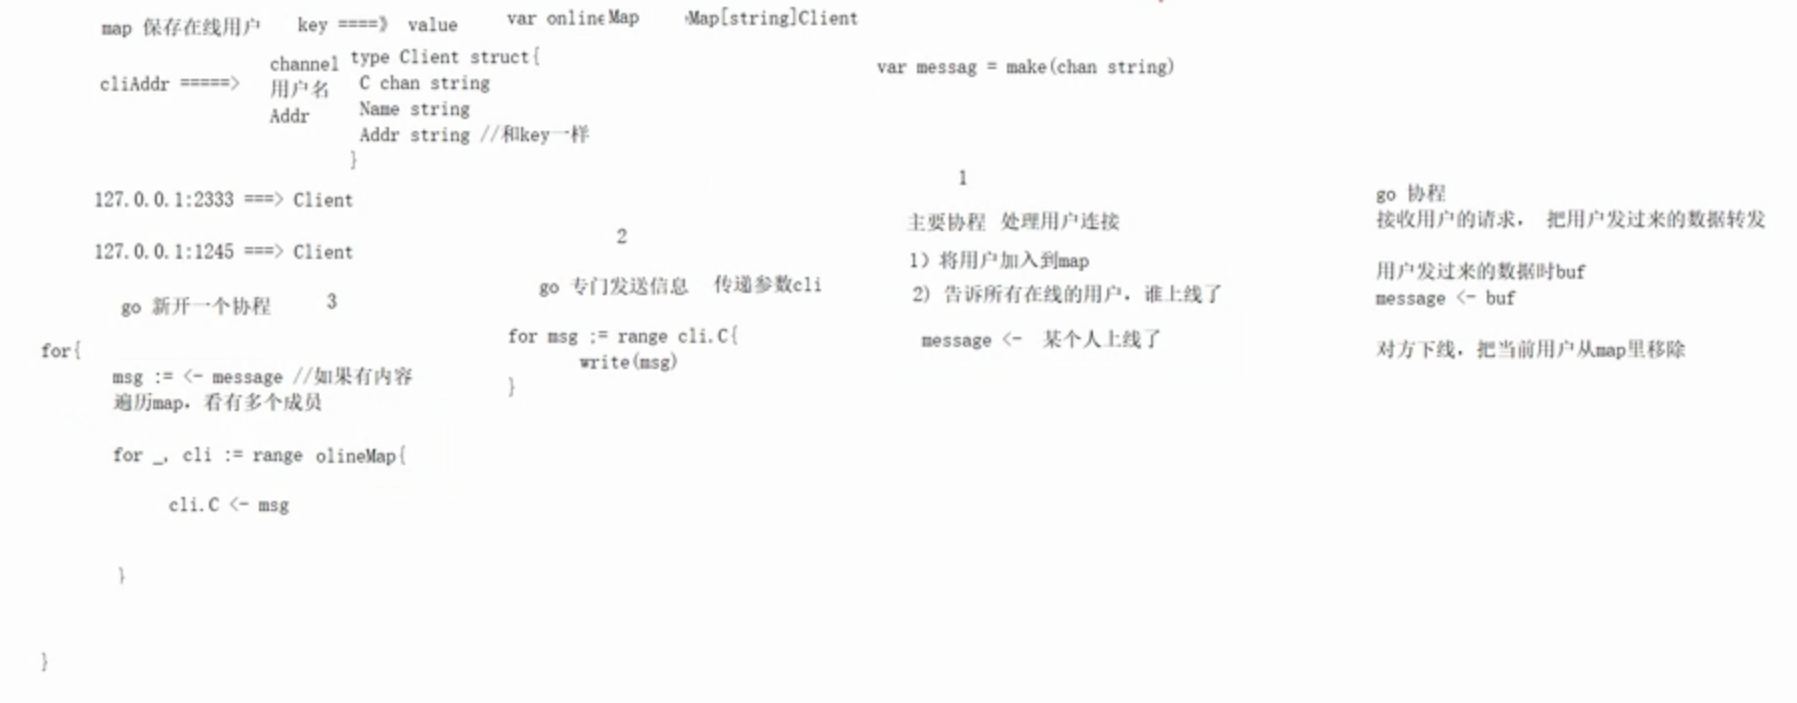 map 保存在线用户 key ====》 value
var online Map Map[string]Client
cliAddr =====>
channel
用户名
Addr
type Client struct{
C chan string
Name string
Addr string //和key一样
}
var messag = make(chan string)
127.0.0.1:2333 ===> Client
127.0.0.1:1245 ===> Client
go 新开一个协程 3
for{
msg := <- message //如果有内容
遍历map，看有多个成员
for _, cli := range olineMap{
cli.C <- msg
}
}
2
go 专门发送信息 传递参数cli
for msg := range cli.C{
write(msg)
}
1
主要协程 处理用户连接
1）将用户加入到map
2) 告诉所有在线的用户，谁上线了
message <- 某个人上线了
go 协程
接收用户的请求， 把用户发过来的数据转发
用户发过来的数据时buf
message <- buf
对方下线，把当前用户从map里移除